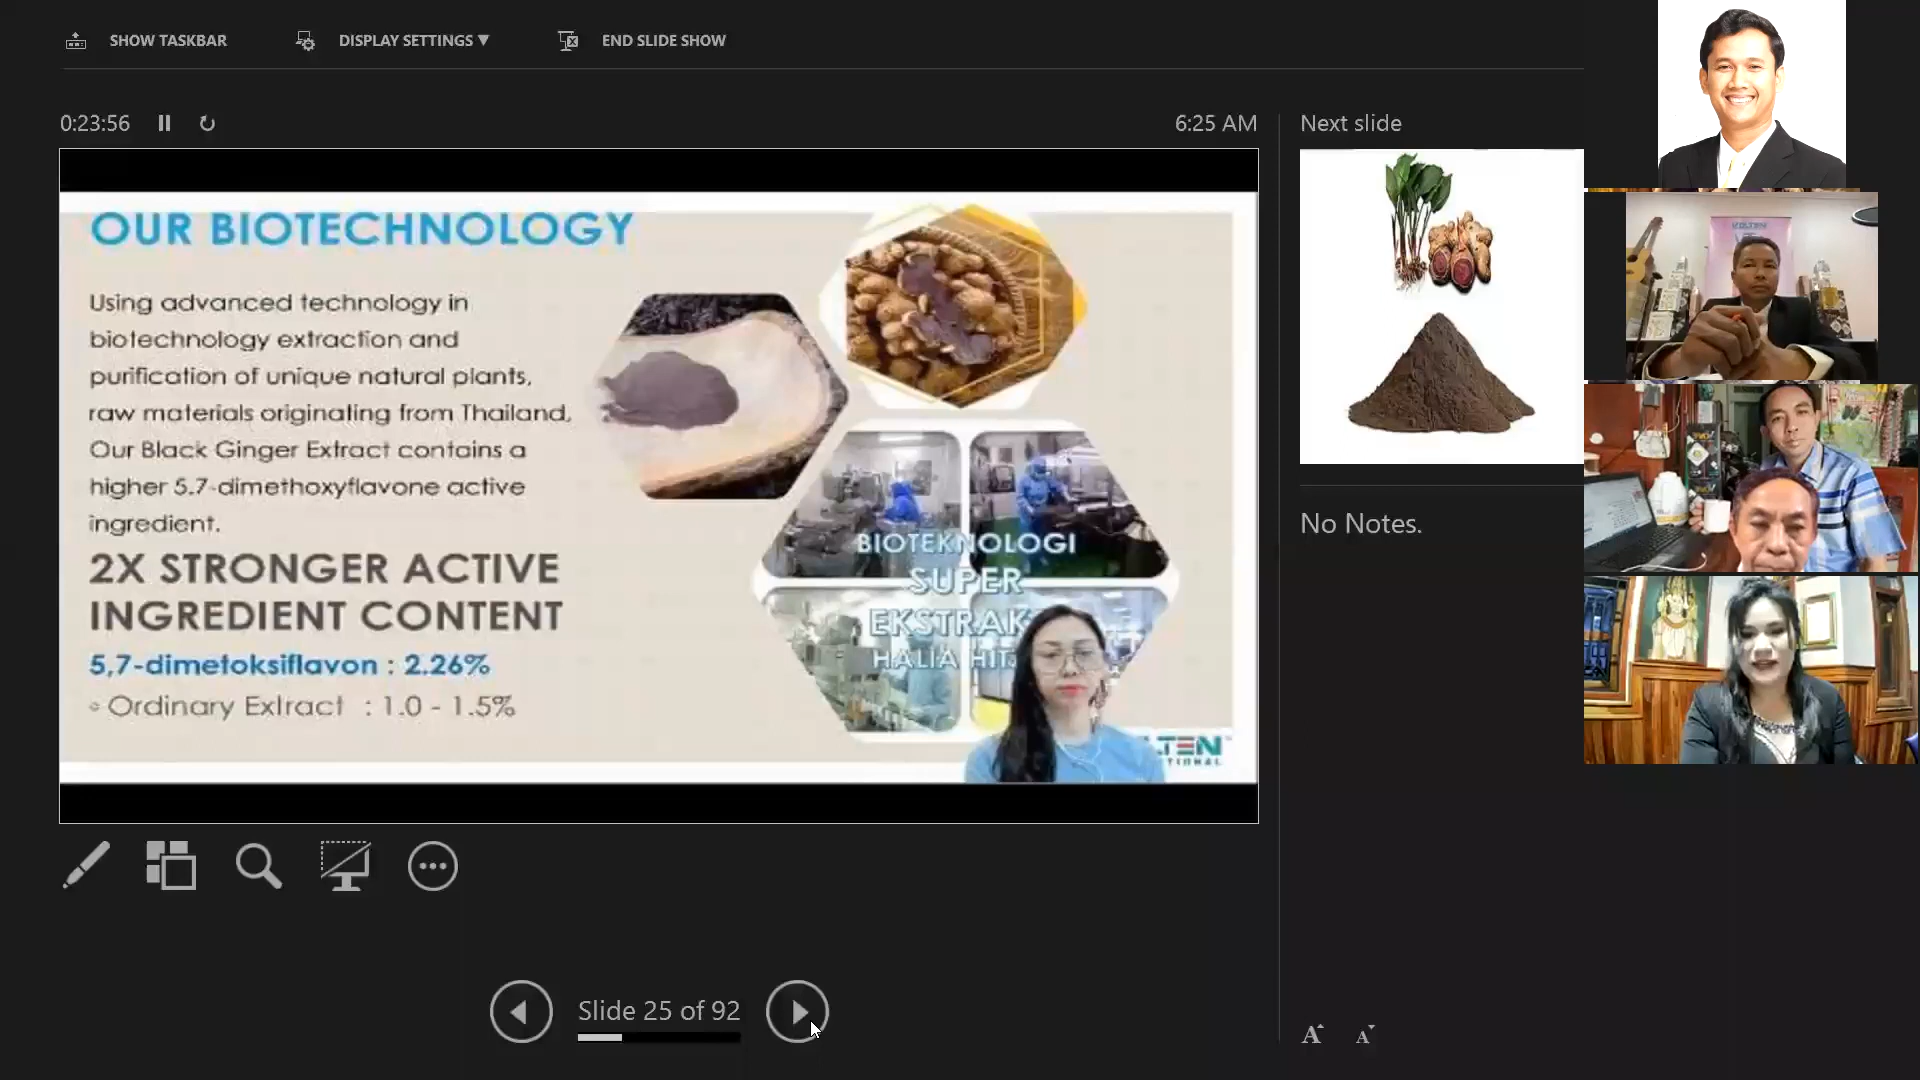 SHOW TASKBAR
DISPLAY SETTINGS ▼
END SLIDE SHOW
0:23:56
6:25 AM
Next slide
OUR BIOTECHNOLOGY
Using advanced technology in
biotechnology extraction and
purification of unique natural plants,
raw materials originating from Thailand,
Our Black Ginger Extract contains a
higher 5.7-dimethoxyflavone active
ingredient.
2X STRONGER ACTIVE
INGREDIENT CONTENT
5,7-dimetoksiflavon : 2.26%
Ordinary Extract : 1.0 - 1.5%
BIOTEKNOLOGI
SUPER
EKSTRAK
HALIA HIT
LTEN
TIONAL
No Notes.
Slide 25 of 92
A A